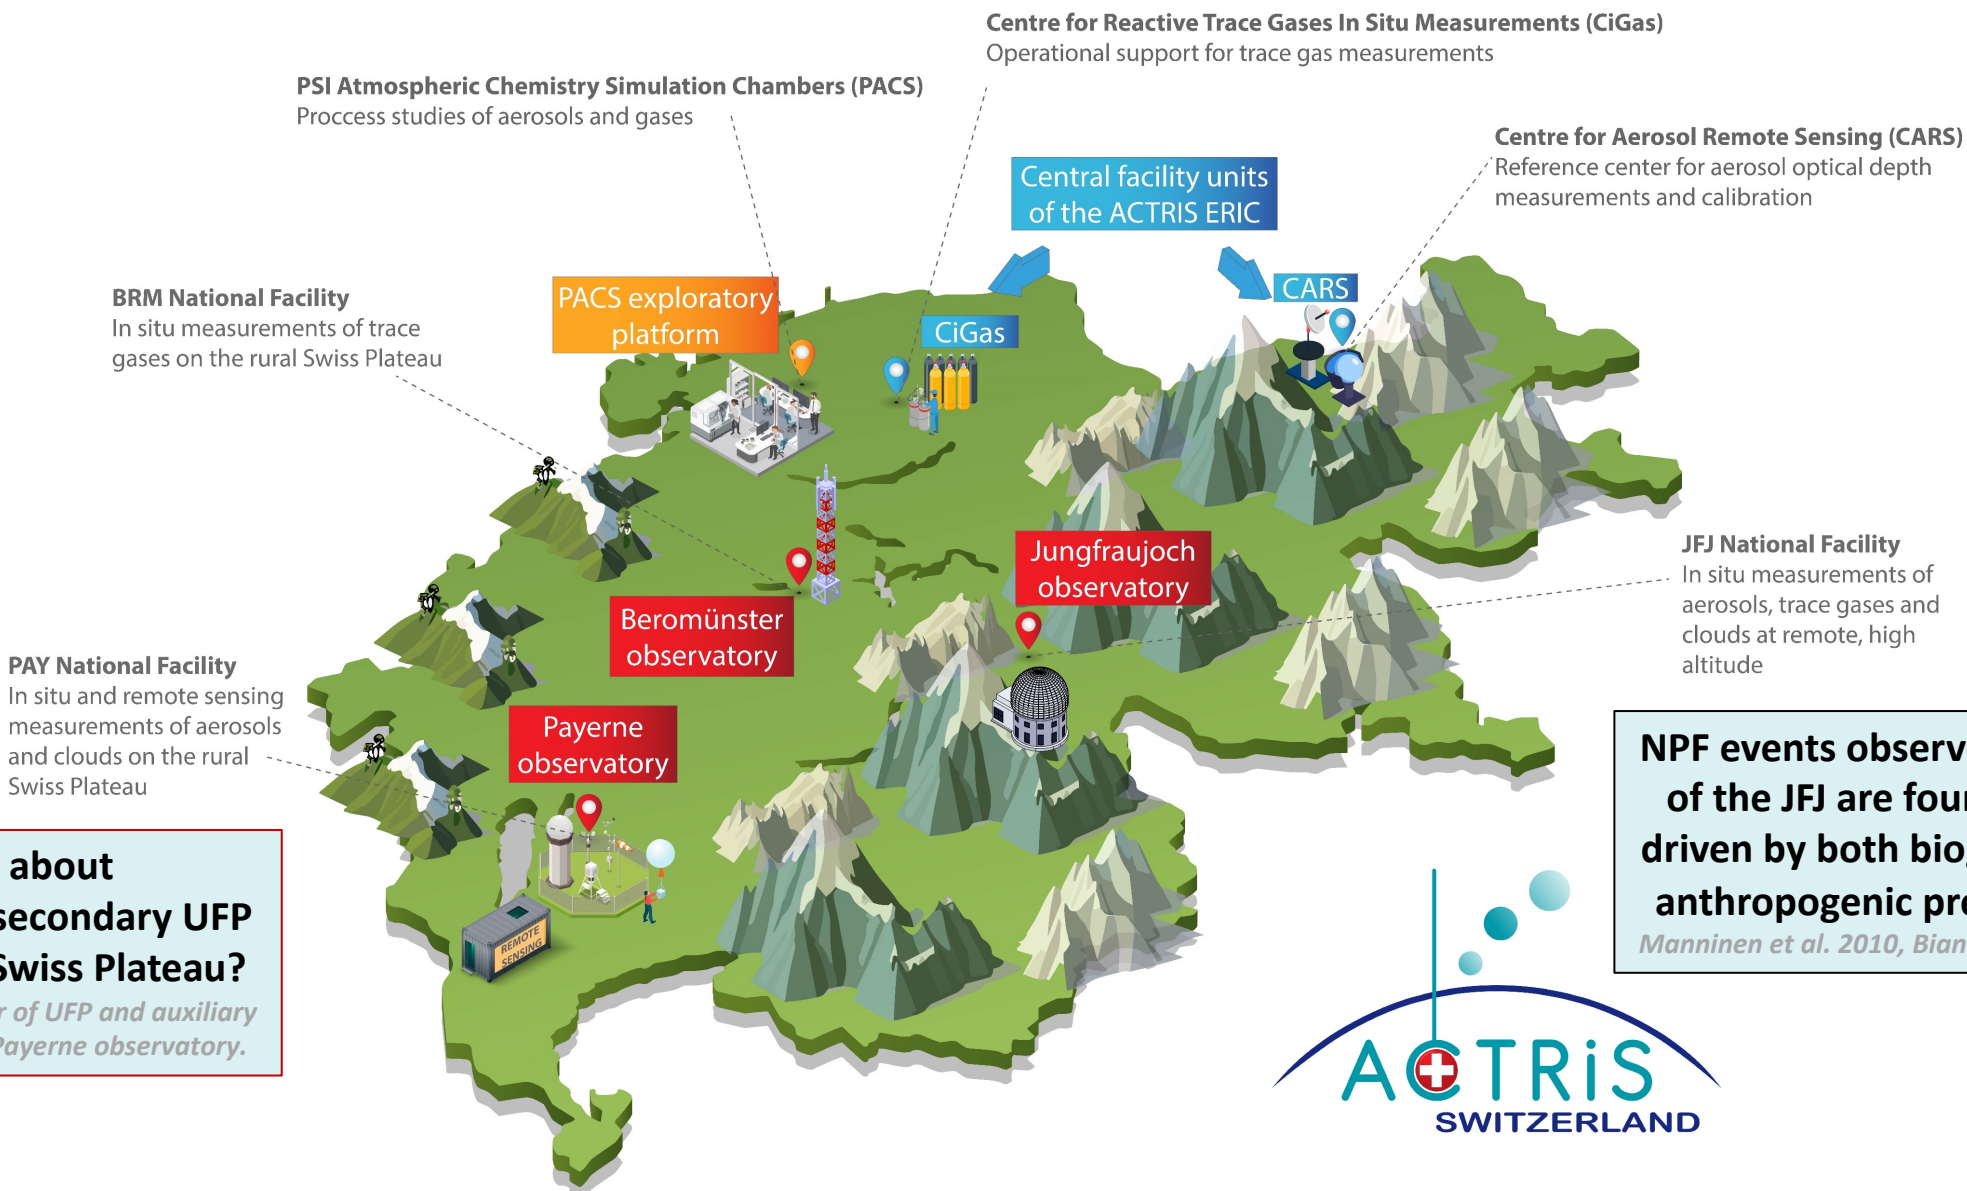 Centre for Reactive Trace Gases In Situ Measurements (CiGas)
Operational support for trace gas measurements
PSI Atmospheric Chemistry Simulation Chambers (PACS)
Proccess studies of aerosols and gases
Centre for Aerosol Remote Sensing (CARS)
Reference center for aerosol optical depth
measurements and calibration
Central facility units
of the ACTRIS ERIC
BRM National Facility
In situ measurements of trace
gases on the rural Swiss Plateau
PACS exploratory
platform
CiGas
CARS
JFJ National Facility
In situ measurements of
aerosols, trace gases and
clouds at remote, high
altitude
Jungfraujoch
observatory
Beromünster
observatory
PAY National Facility
In situ and remote sensing
measurements of aerosols
and clouds on the rural
Swiss Plateau
Payerne
observatory
REMOTE
SENSING
about
secondary UFP
Swiss Plateau?
of UFP and auxiliary
Payerne observatory.
NPF events
of the JFJ are
driven by both
anthropogenic
Manninen et al. 2010,
ACTRiS
SWITZERLAND